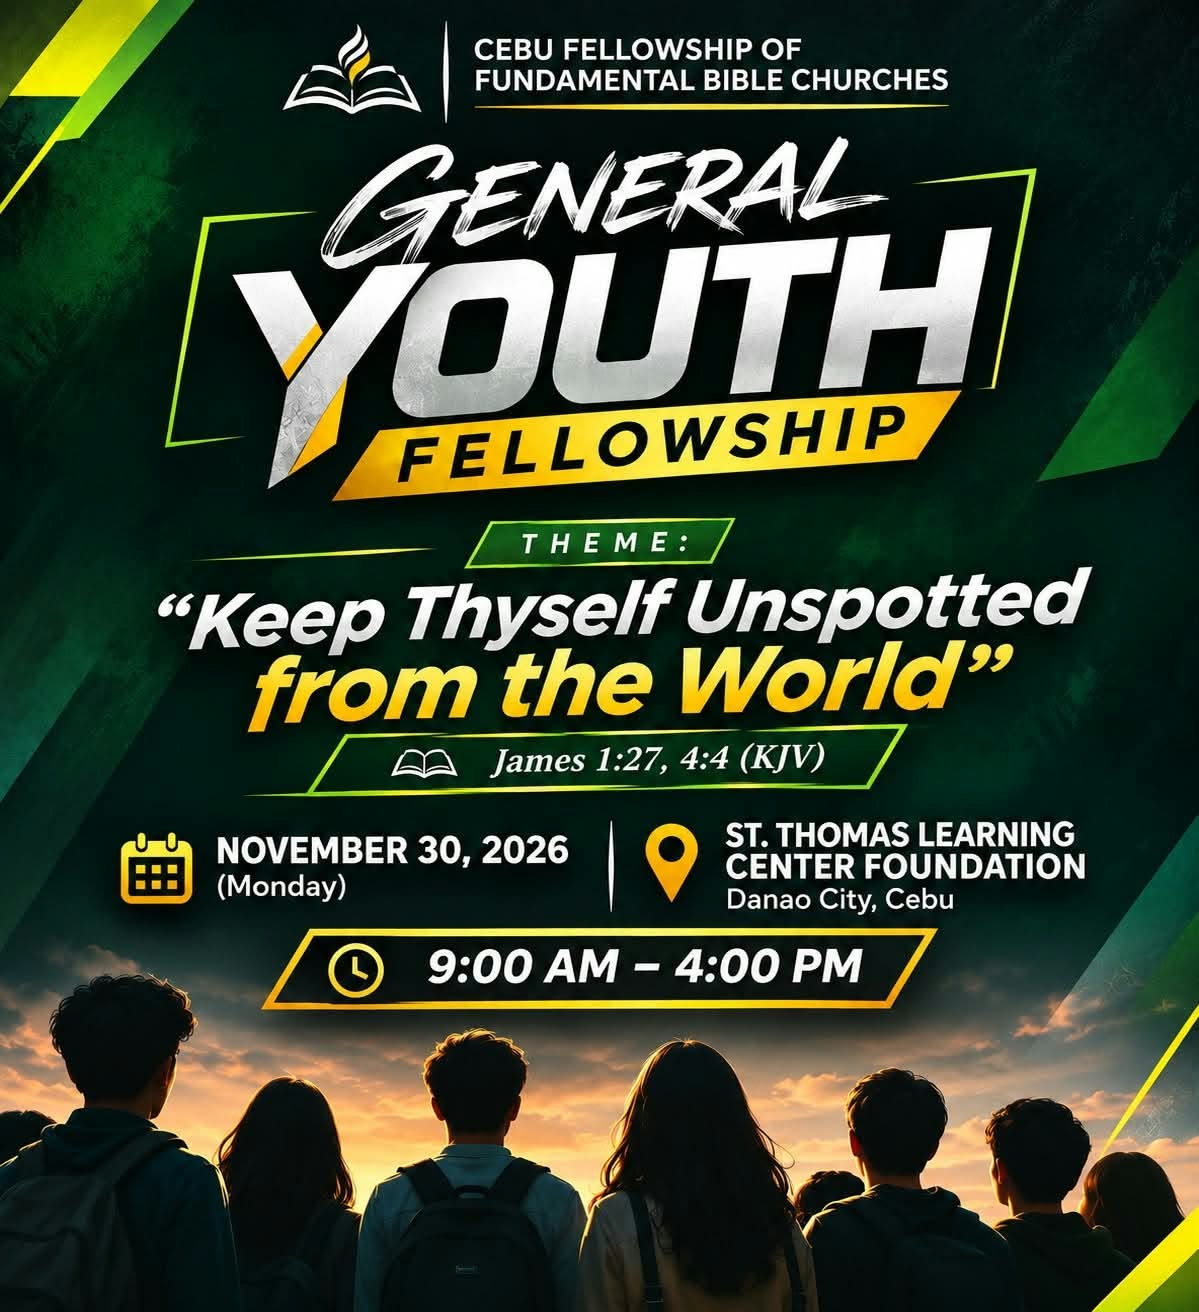 CEBU FELLOWSHIP OF
FUNDAMENTAL BIBLE CHURCHES
GENERAL
YOUTH
FELLOWSHIP
THEME:
“Keep Thyself Unspotted
from the World”
James 1:27, 4:4 (KJV)
NOVEMBER 30, 2026
(Monday)
ST. THOMAS LEARNING
CENTER FOUNDATION
Danao City, Cebu
9:00 AM – 4:00 PM